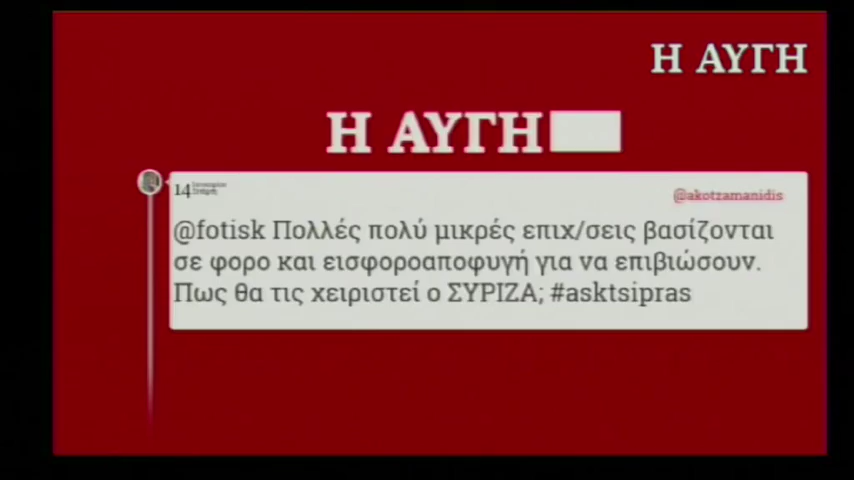 Η ΑΥΓΗ
Η ΑΥΓΗ
14
@akotzamanidis
@fotisk Πολλές πολύ μικρές επιχ/σεις βασίζονται
σε φορο και εισφοροαποφυγή για να επιβιώσουν.
Πως θα τις χειριστεί ο ΣΥΡΙΖΑ; #asktsipras